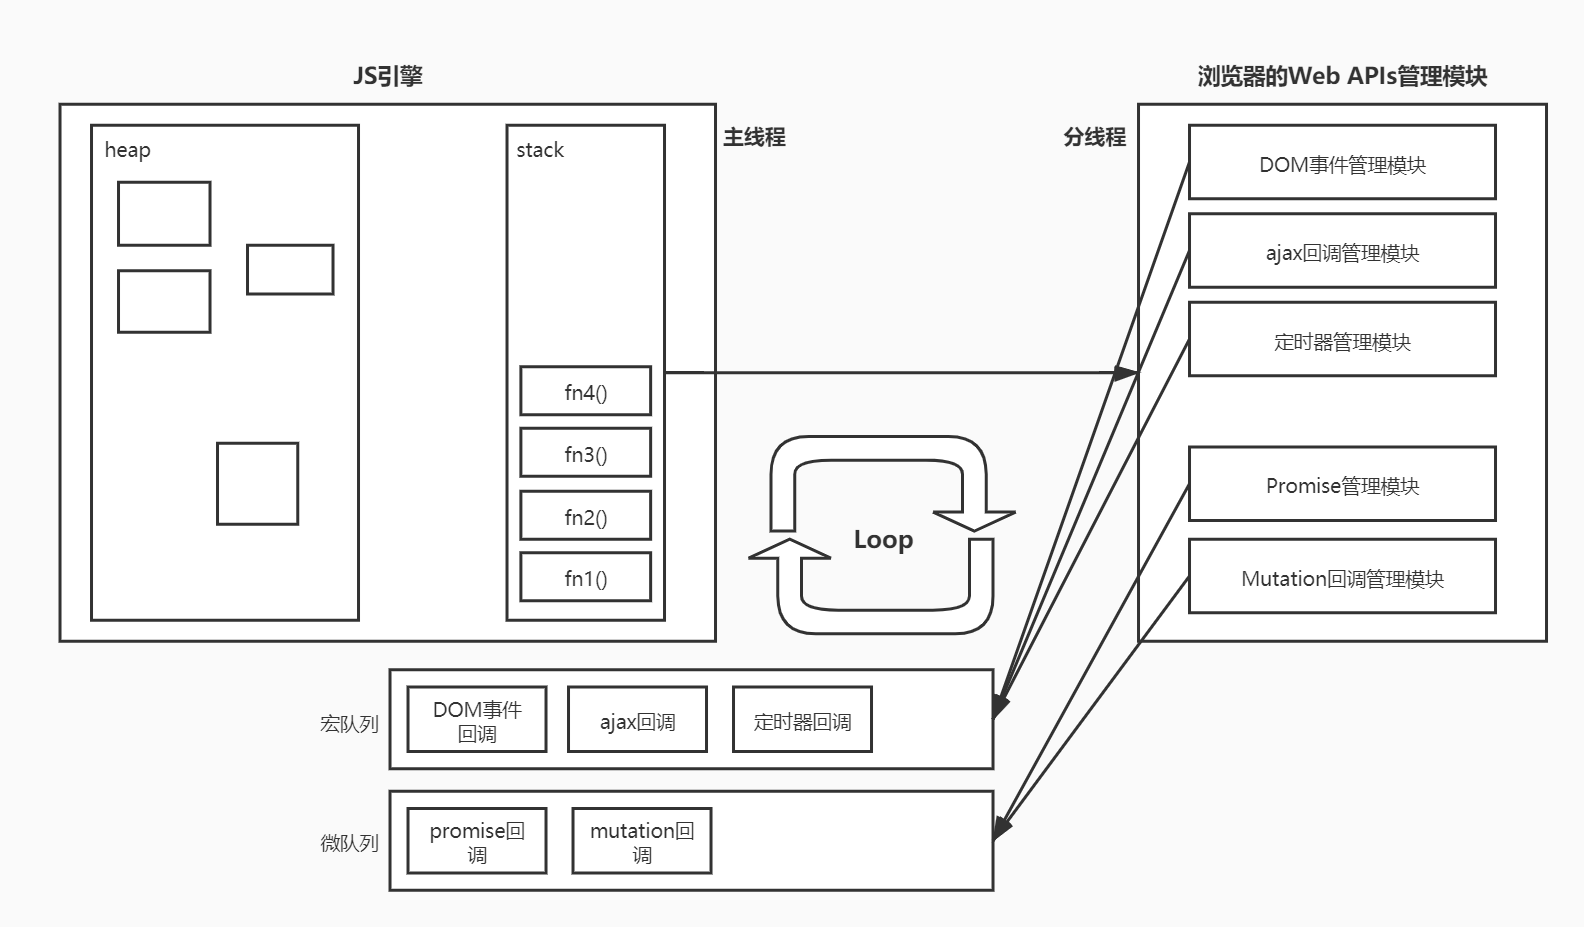 JS引擎
浏览器的Web APIs管理模块
主线程
分线程
heap
stack
DOM事件管理模块
ajax回调管理模块
定时器管理模块
fn4()
fn3()
fn2()
fn1()
Loop
Promise管理模块
Mutation回调管理模块
宏队列
DOM事件
回调
ajax回调
定时器回调
微队列
promise回
调
mutation回
调